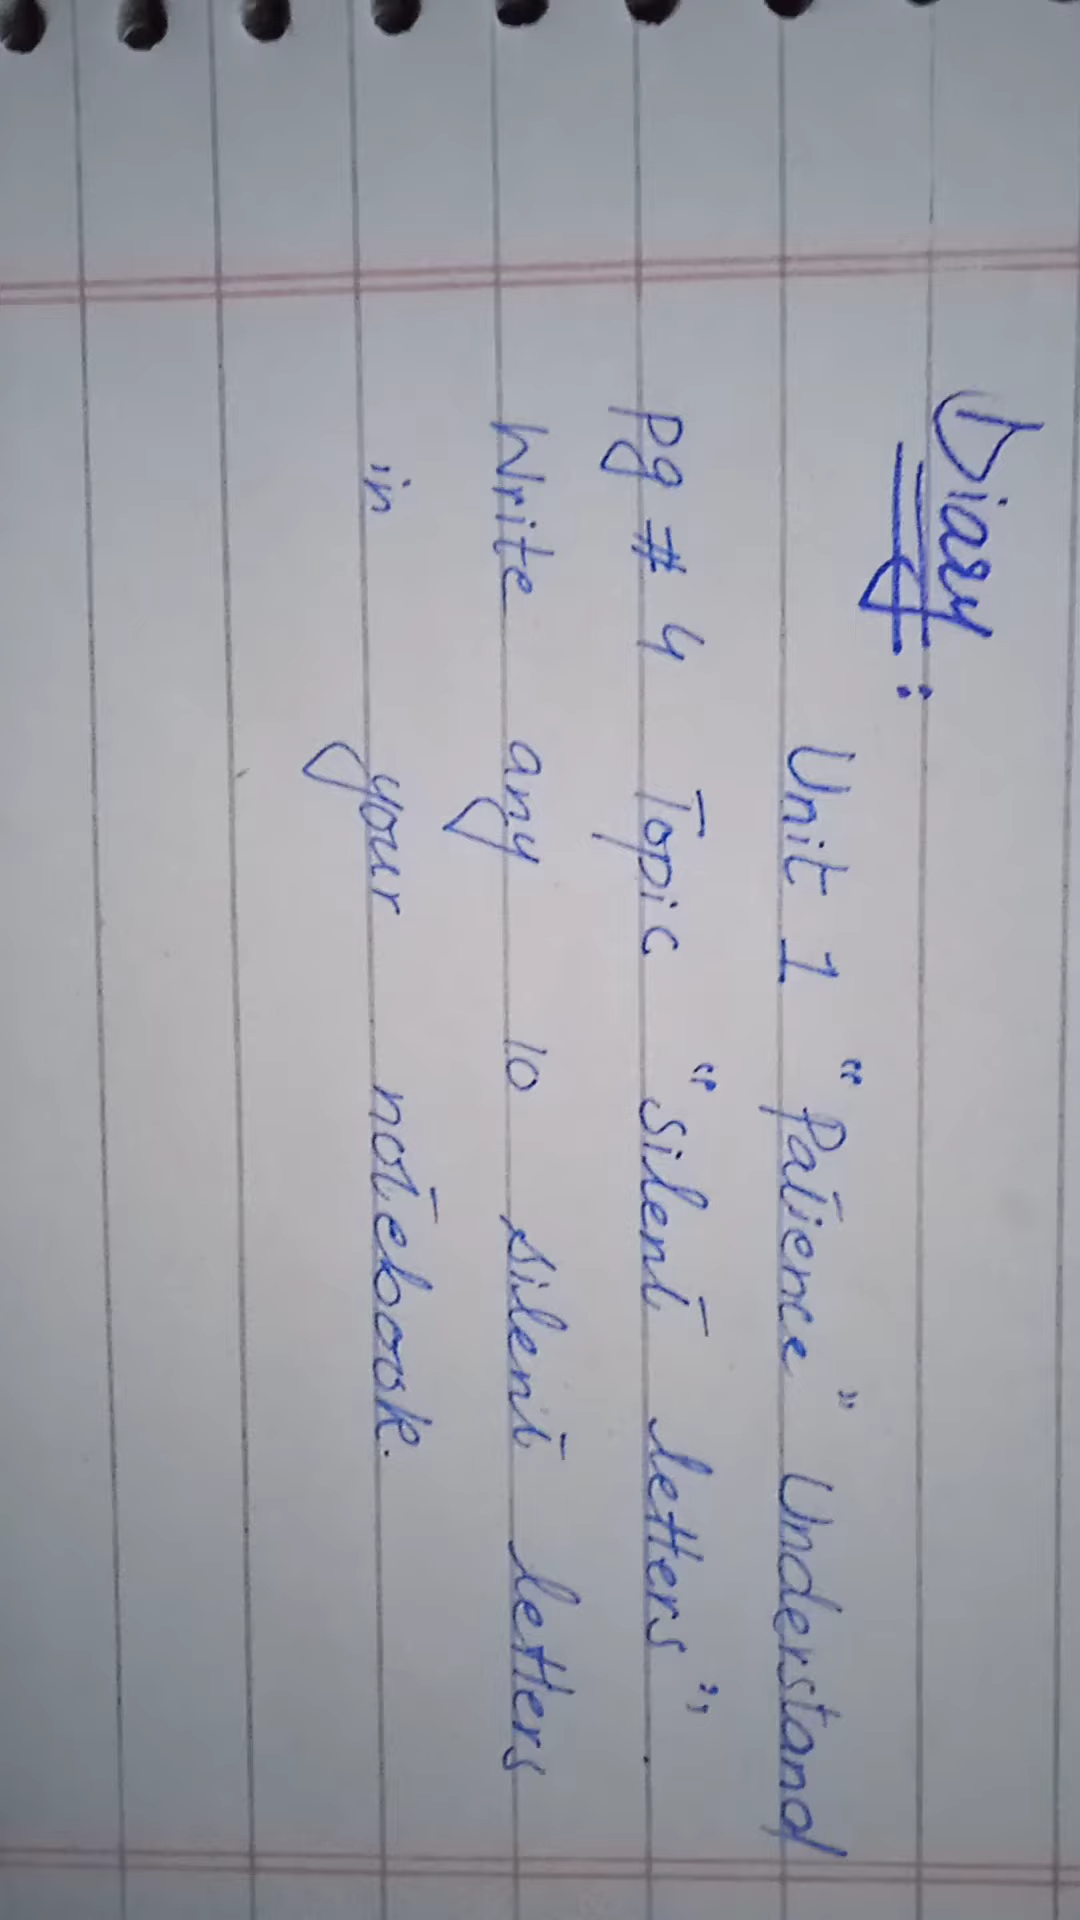 Diary:
Unit 1 "Patience" Understand
Pg # 4 Topic "Silent letters".
Write any 10 silent letters
in your notebook.